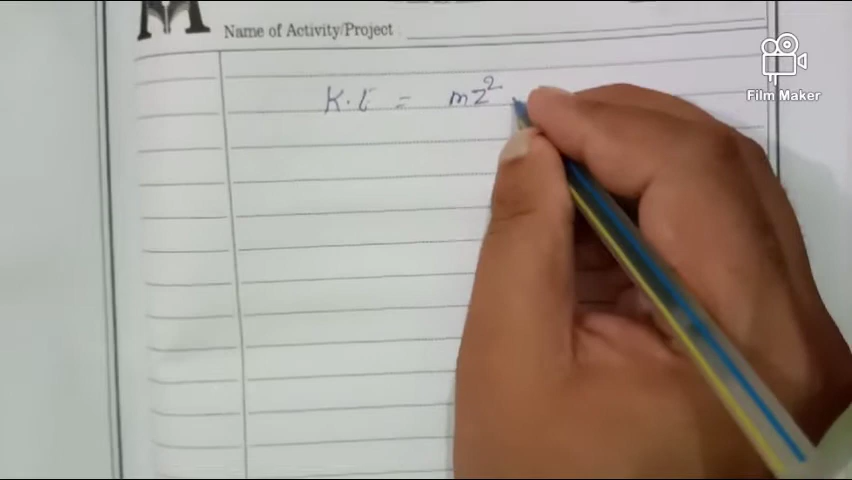 Name of Activity/Project
K.E = mz²
Film Maker